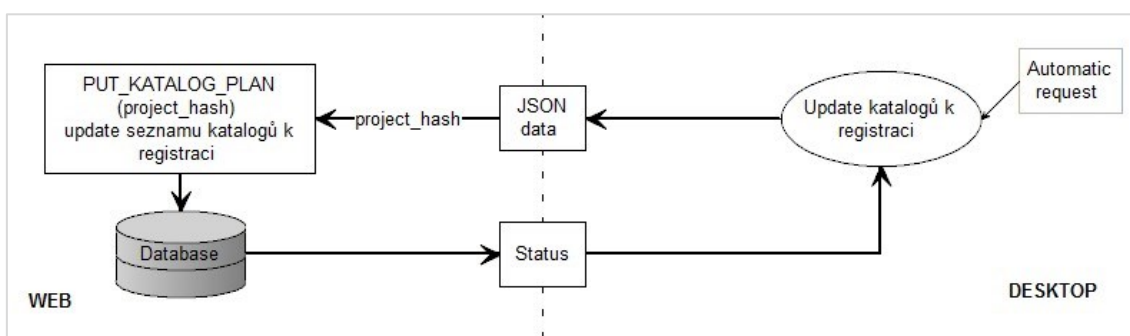 PUT_KATALOG_PLAN
(project_hash)
update seznamu katalogů k
registraci
project_hash
JSON
data
Update katalogů k
registraci
Automatic
request
Database
Status
WEB
DESKTOP